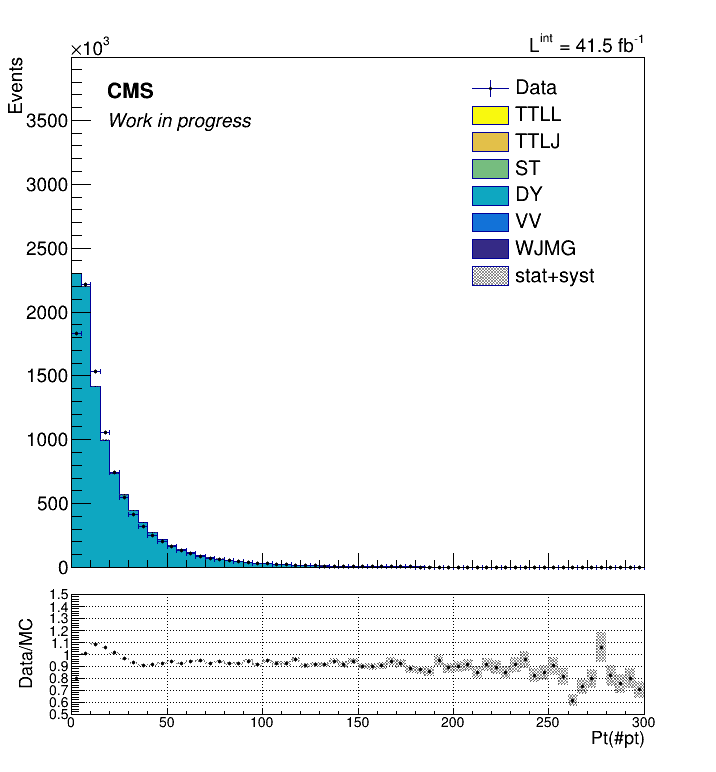 ×10³
L^int = 41.5 fb^-1
Events
CMS
Work in progress
Data
TTLL
TTLJ
ST
DY
VV
WJMG
stat+syst
3500
3000
2500
2000
1500
1000
500
0
Data/MC
1.5
1.4
1.3
1.2
1.1
1
0.9
0.8
0.7
0.6
0.5
0 50 100 150 200 250 300
Pt(#pt)